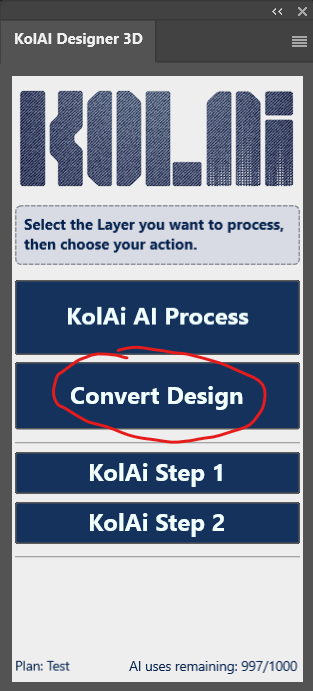 KolAI Designer 3D
KOLAi
Select the Layer you want to process,
then choose your action.
KolAi AI Process
Convert Design
KolAi Step 1
KolAi Step 2
Plan: Test
AI uses remaining: 997/1000